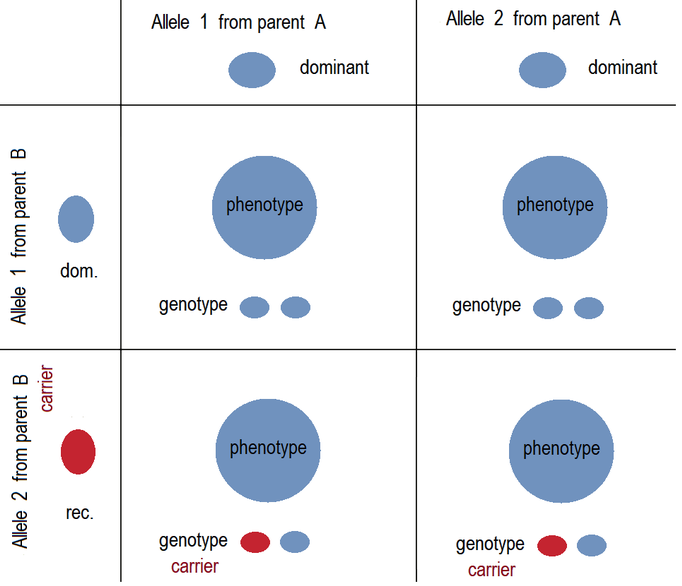 Allele 1 from parent A
Allele 2 from parent A
dominant
dominant
Allele 1 from parent B
dom.
phenotype
phenotype
genotype
genotype
Allele 2 from parent B
carrier
rec.
phenotype
phenotype
genotype
carrier
genotype
carrier